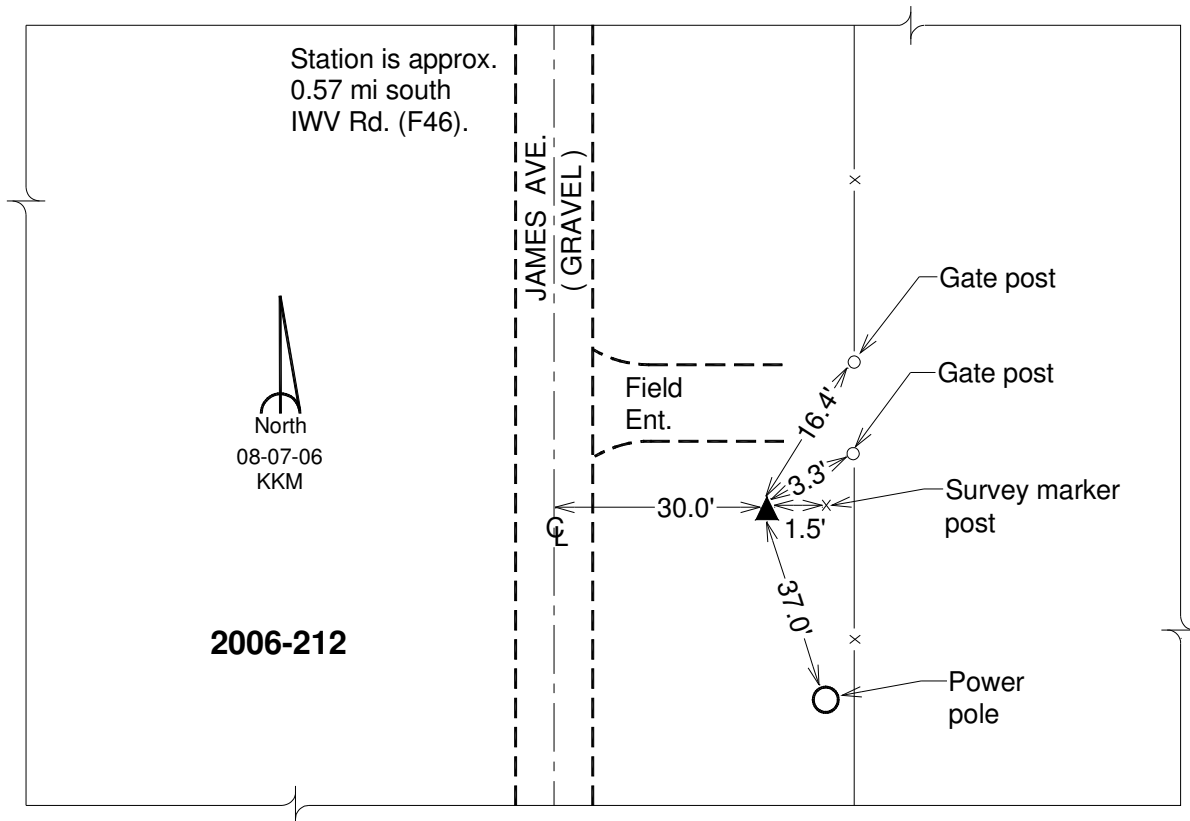 Station is approx.
0.57 mi south
IWV Rd. (F46).
JAMES AVE.
( GRAVEL )
Gate post
Gate post
Field
Ent.
16.4'
3.3'
North
08-07-06
KKM
30.0'
1.5'
Survey marker
post
CL
37.0'
2006-212
Power
pole